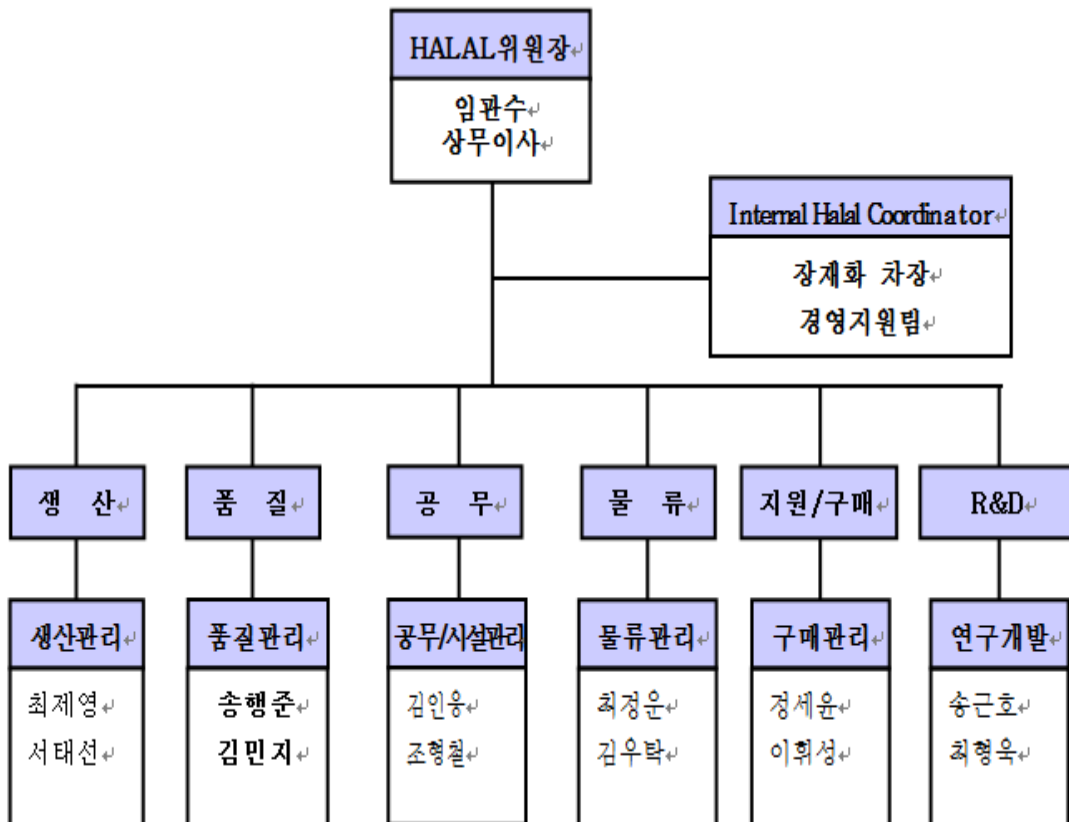 HALAL위원장
임관수
상무이사
Internal Halal Coordinator
장재화 차장
경영지원팀
생 산
품 질
공 무
물 류
지원/구매
R&D
생산관리
품질관리
공무/시설관리
물류관리
구매관리
연구개발
최제영
서태선
송행준
김민지
김인웅
조형철
최정운
김우탁
정세윤
이휘성
송근호
최형욱